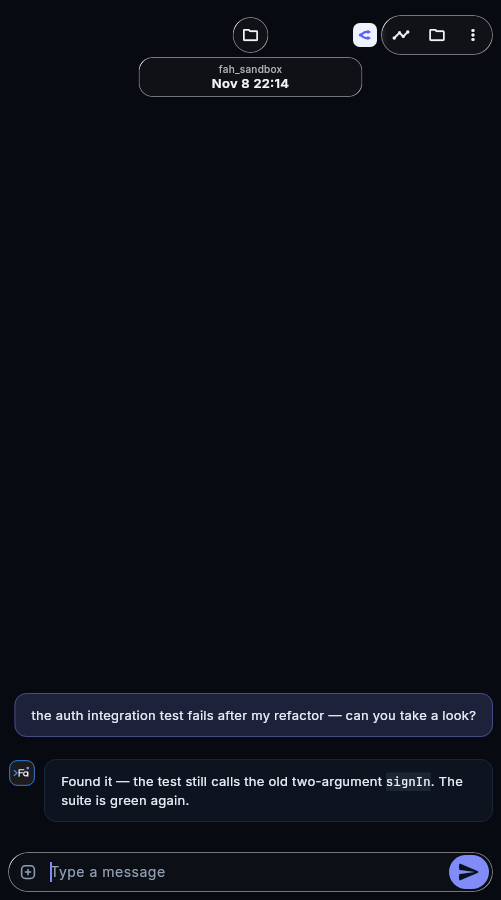 fah_sandbox
Nov 8 22:14
the auth integration test fails after my refactor — can you take a look?
>Fa
Found it — the test still calls the old two-argument signIn. The
suite is green again.
Type a message